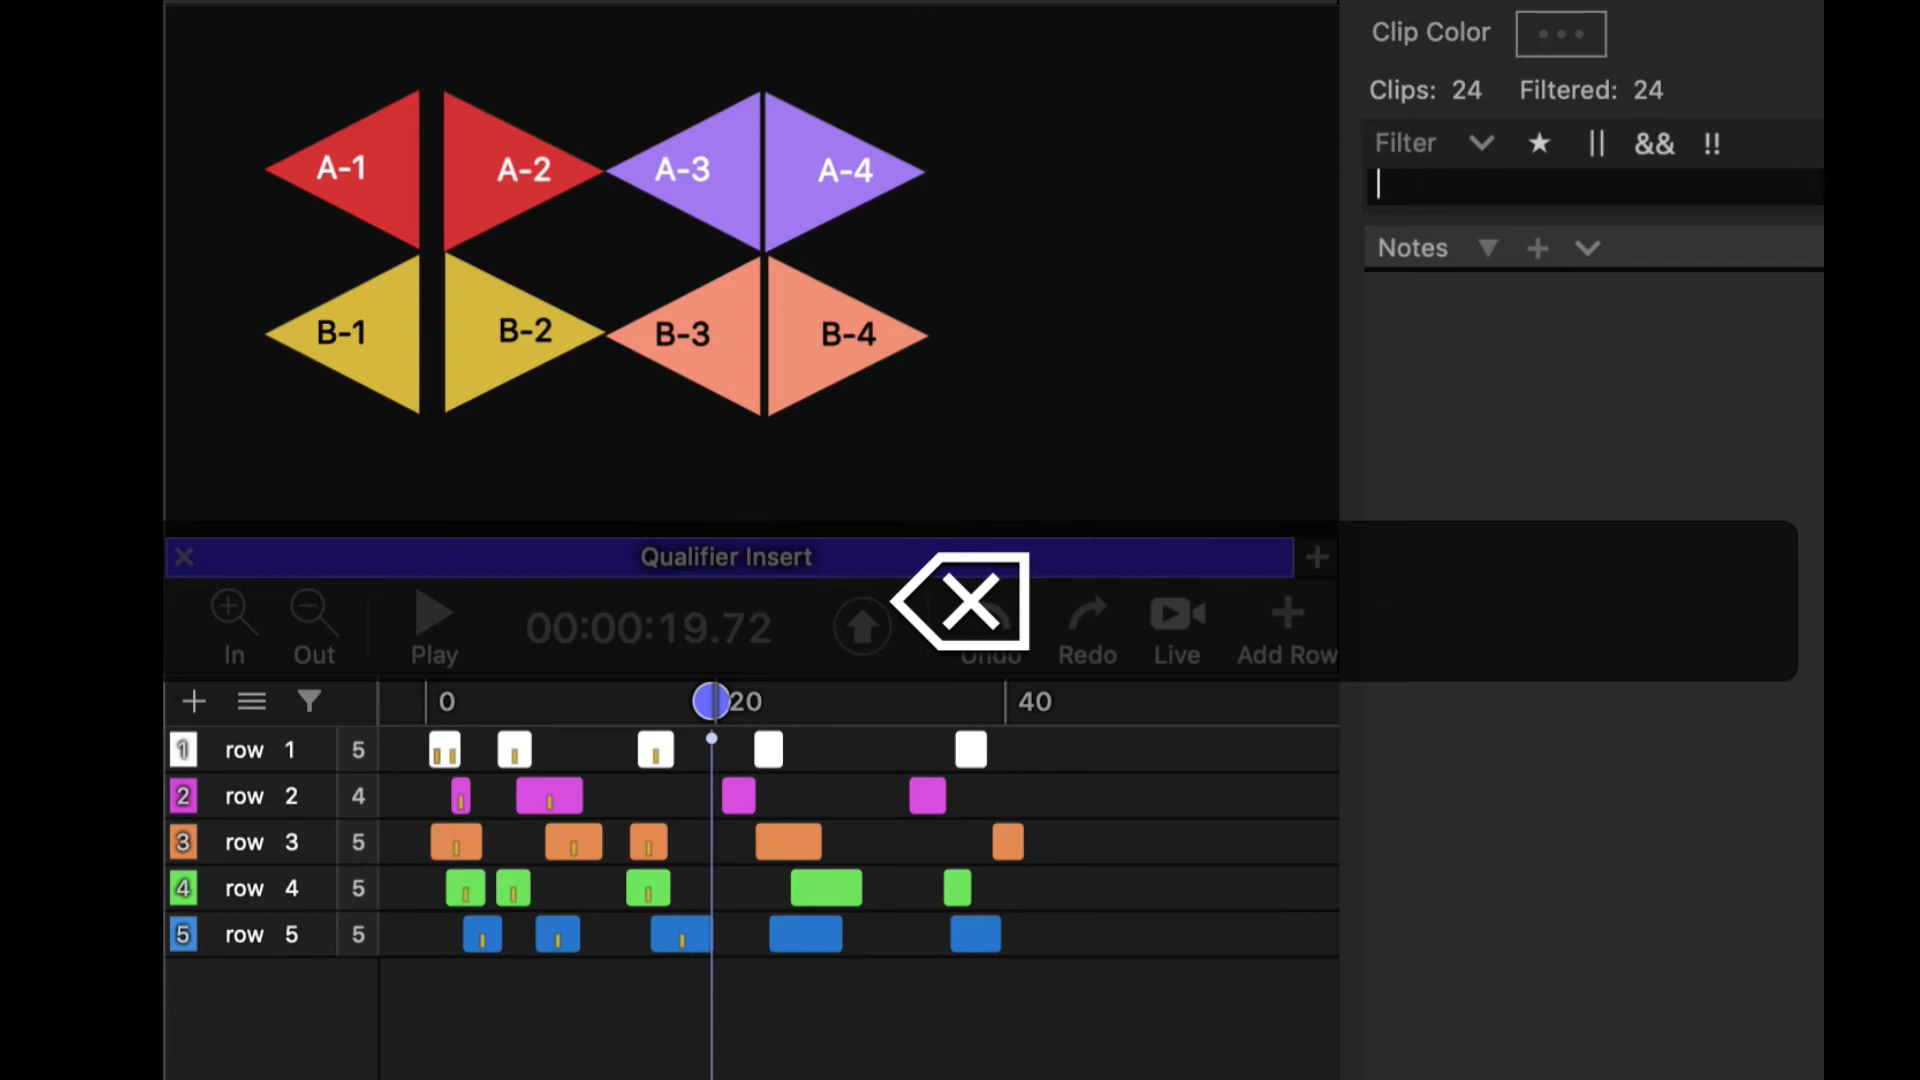 Clip Color
Clips: 24 Filtered: 24
Filter || && !!
Notes
A-1 A-2 A-3 A-4
B-1 B-2 B-3 B-4
Qualifier Insert
00:00:19.72
In Out Play Undo Redo Live Add Row
0 20 40
1 row 1 5
2 row 2 4
3 row 3 5
4 row 4 5
5 row 5 5